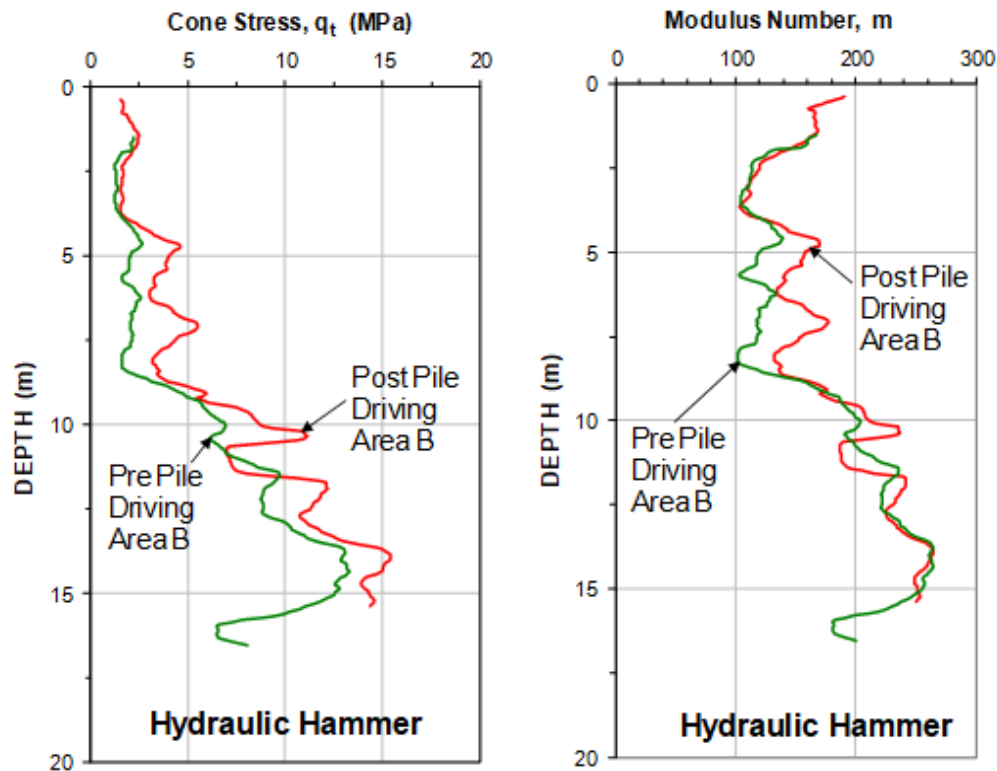 Cone Stress, qt (MPa)
0 5 10 15 20
0
5
10
15
20
DEPTH (m)
Post Pile
Driving
Area B
Pre Pile
Driving
Area B
Hydraulic Hammer
Modulus Number, m
0 100 200 300
0
5
10
15
20
DEPTH (m)
Post Pile
Driving
Area B
Pre Pile
Driving
Area B
Hydraulic Hammer